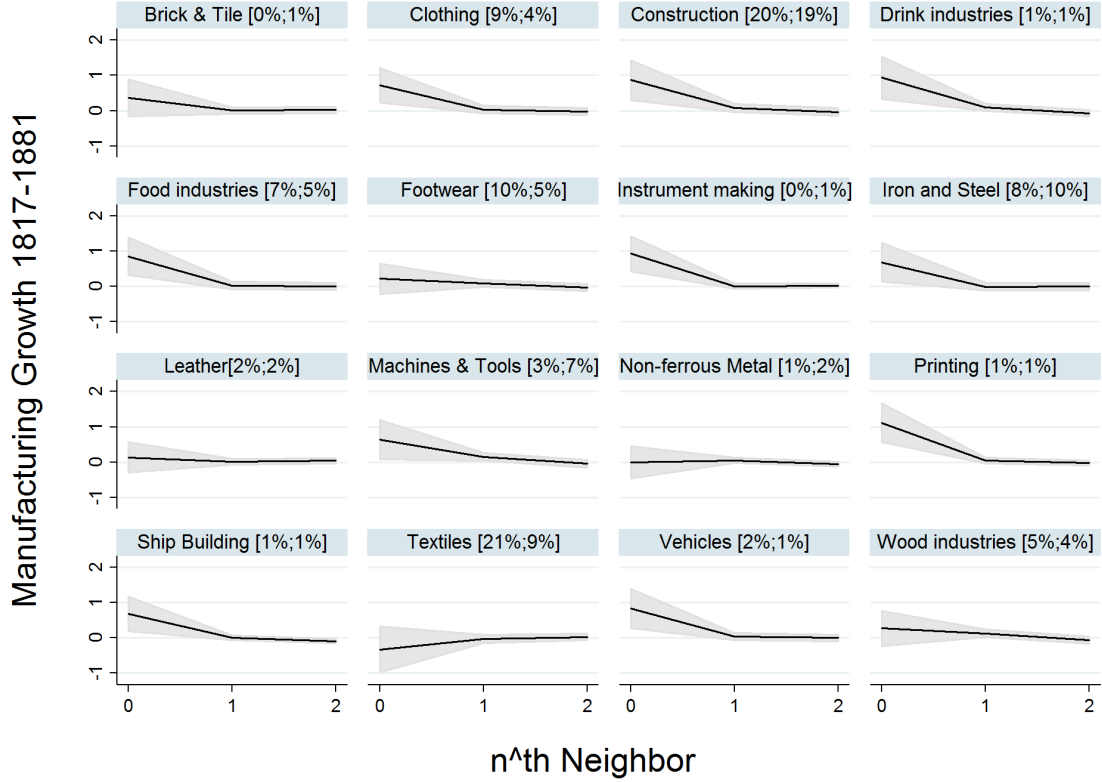 Manufacturing Growth 1817-1881
Brick & Tile [0%;1%]
Clothing [9%;4%]
Construction [20%;19%]
Drink industries [1%;1%]
2
1
0
-1
Food industries [7%;5%]
Footwear [10%;5%]
Instrument making [0%;1%]
Iron and Steel [8%;10%]
2
1
0
-1
Leather[2%;2%]
Machines & Tools [3%;7%]
Non-ferrous Metal [1%;2%]
Printing [1%;1%]
2
1
0
-1
Ship Building [1%;1%]
Textiles [21%;9%]
Vehicles [2%;1%]
Wood industries [5%;4%]
2
1
0
-1
0 1 2
0 1 2
0 1 2
0 1 2
n^th Neighbor